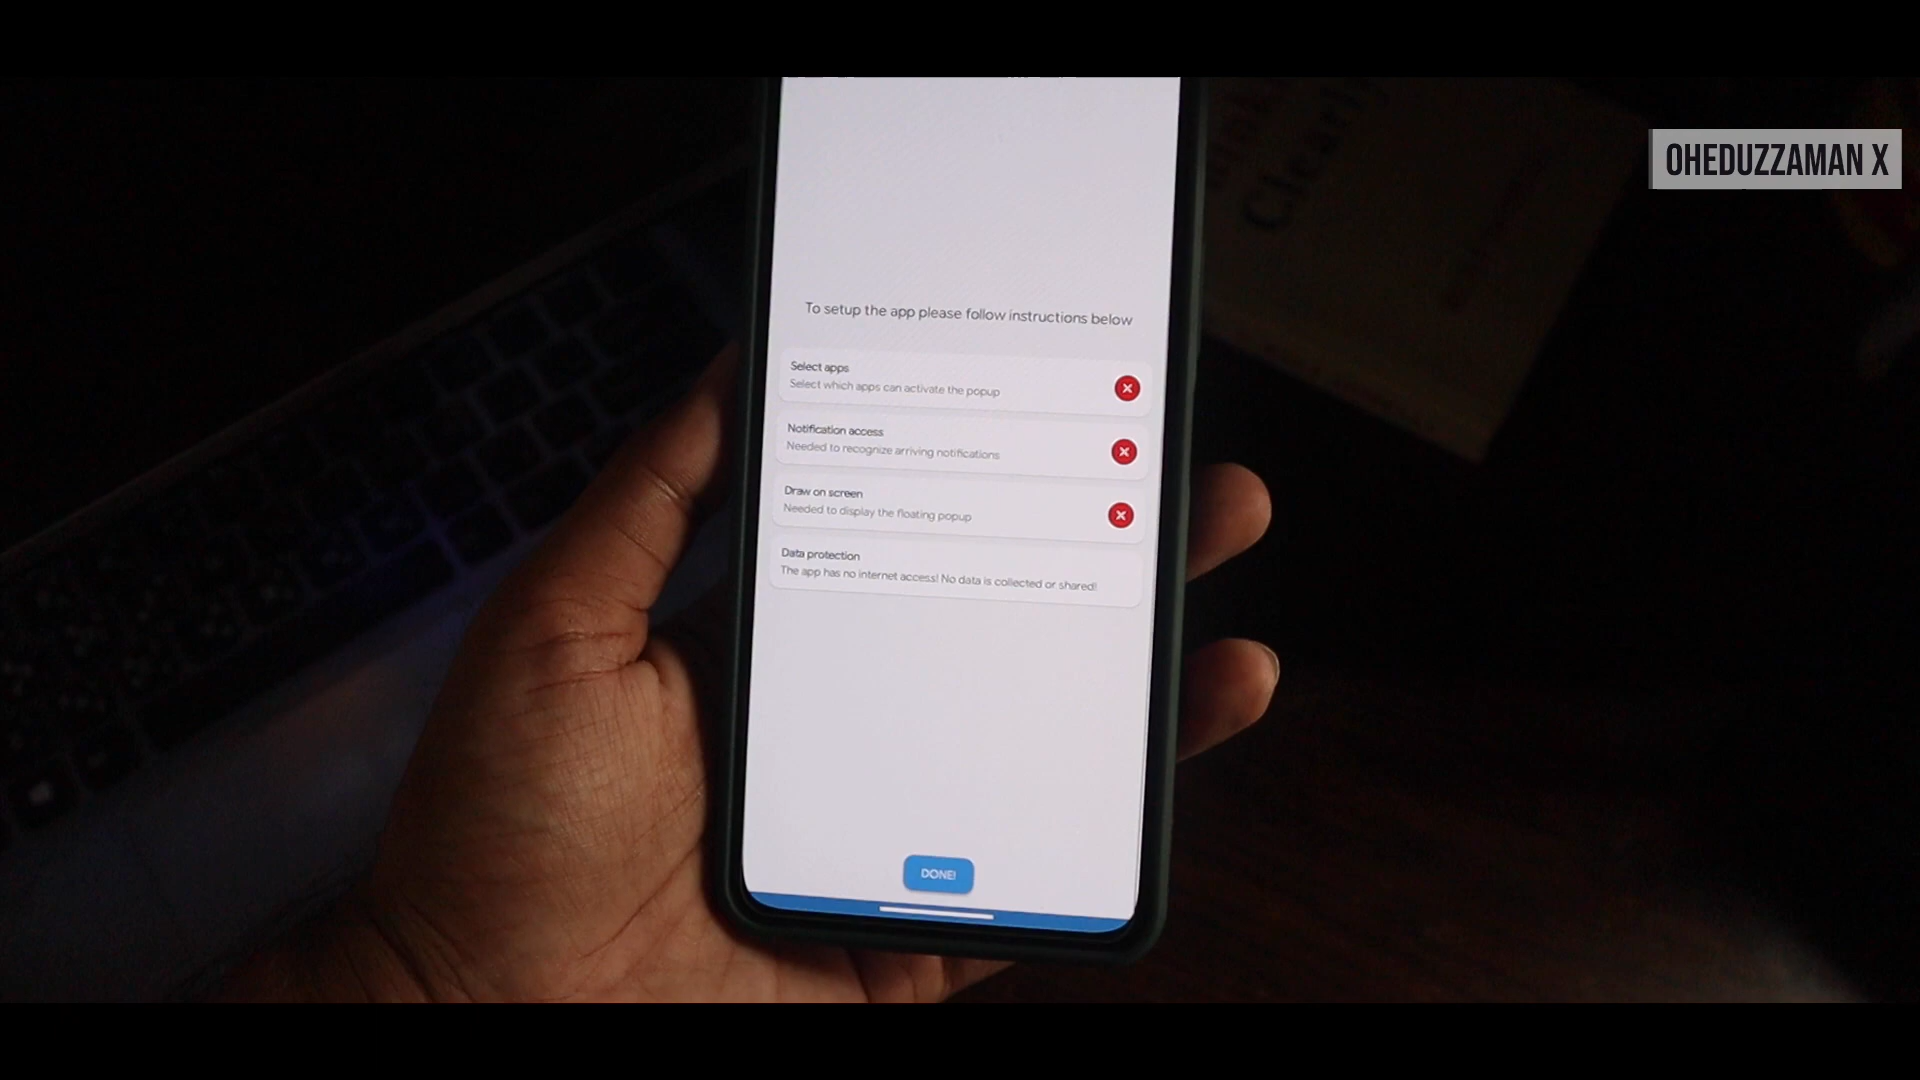 OHEDUZZAMAN X
Clearly
To setup the app please follow instructions below
Select apps
Select which apps can activate the popup
Notification access
Needed to recognize arriving notifications
Draw on screen
Needed to display the floating popup
Data protection
The app has no internet access! No data is collected or shared!
DONE!